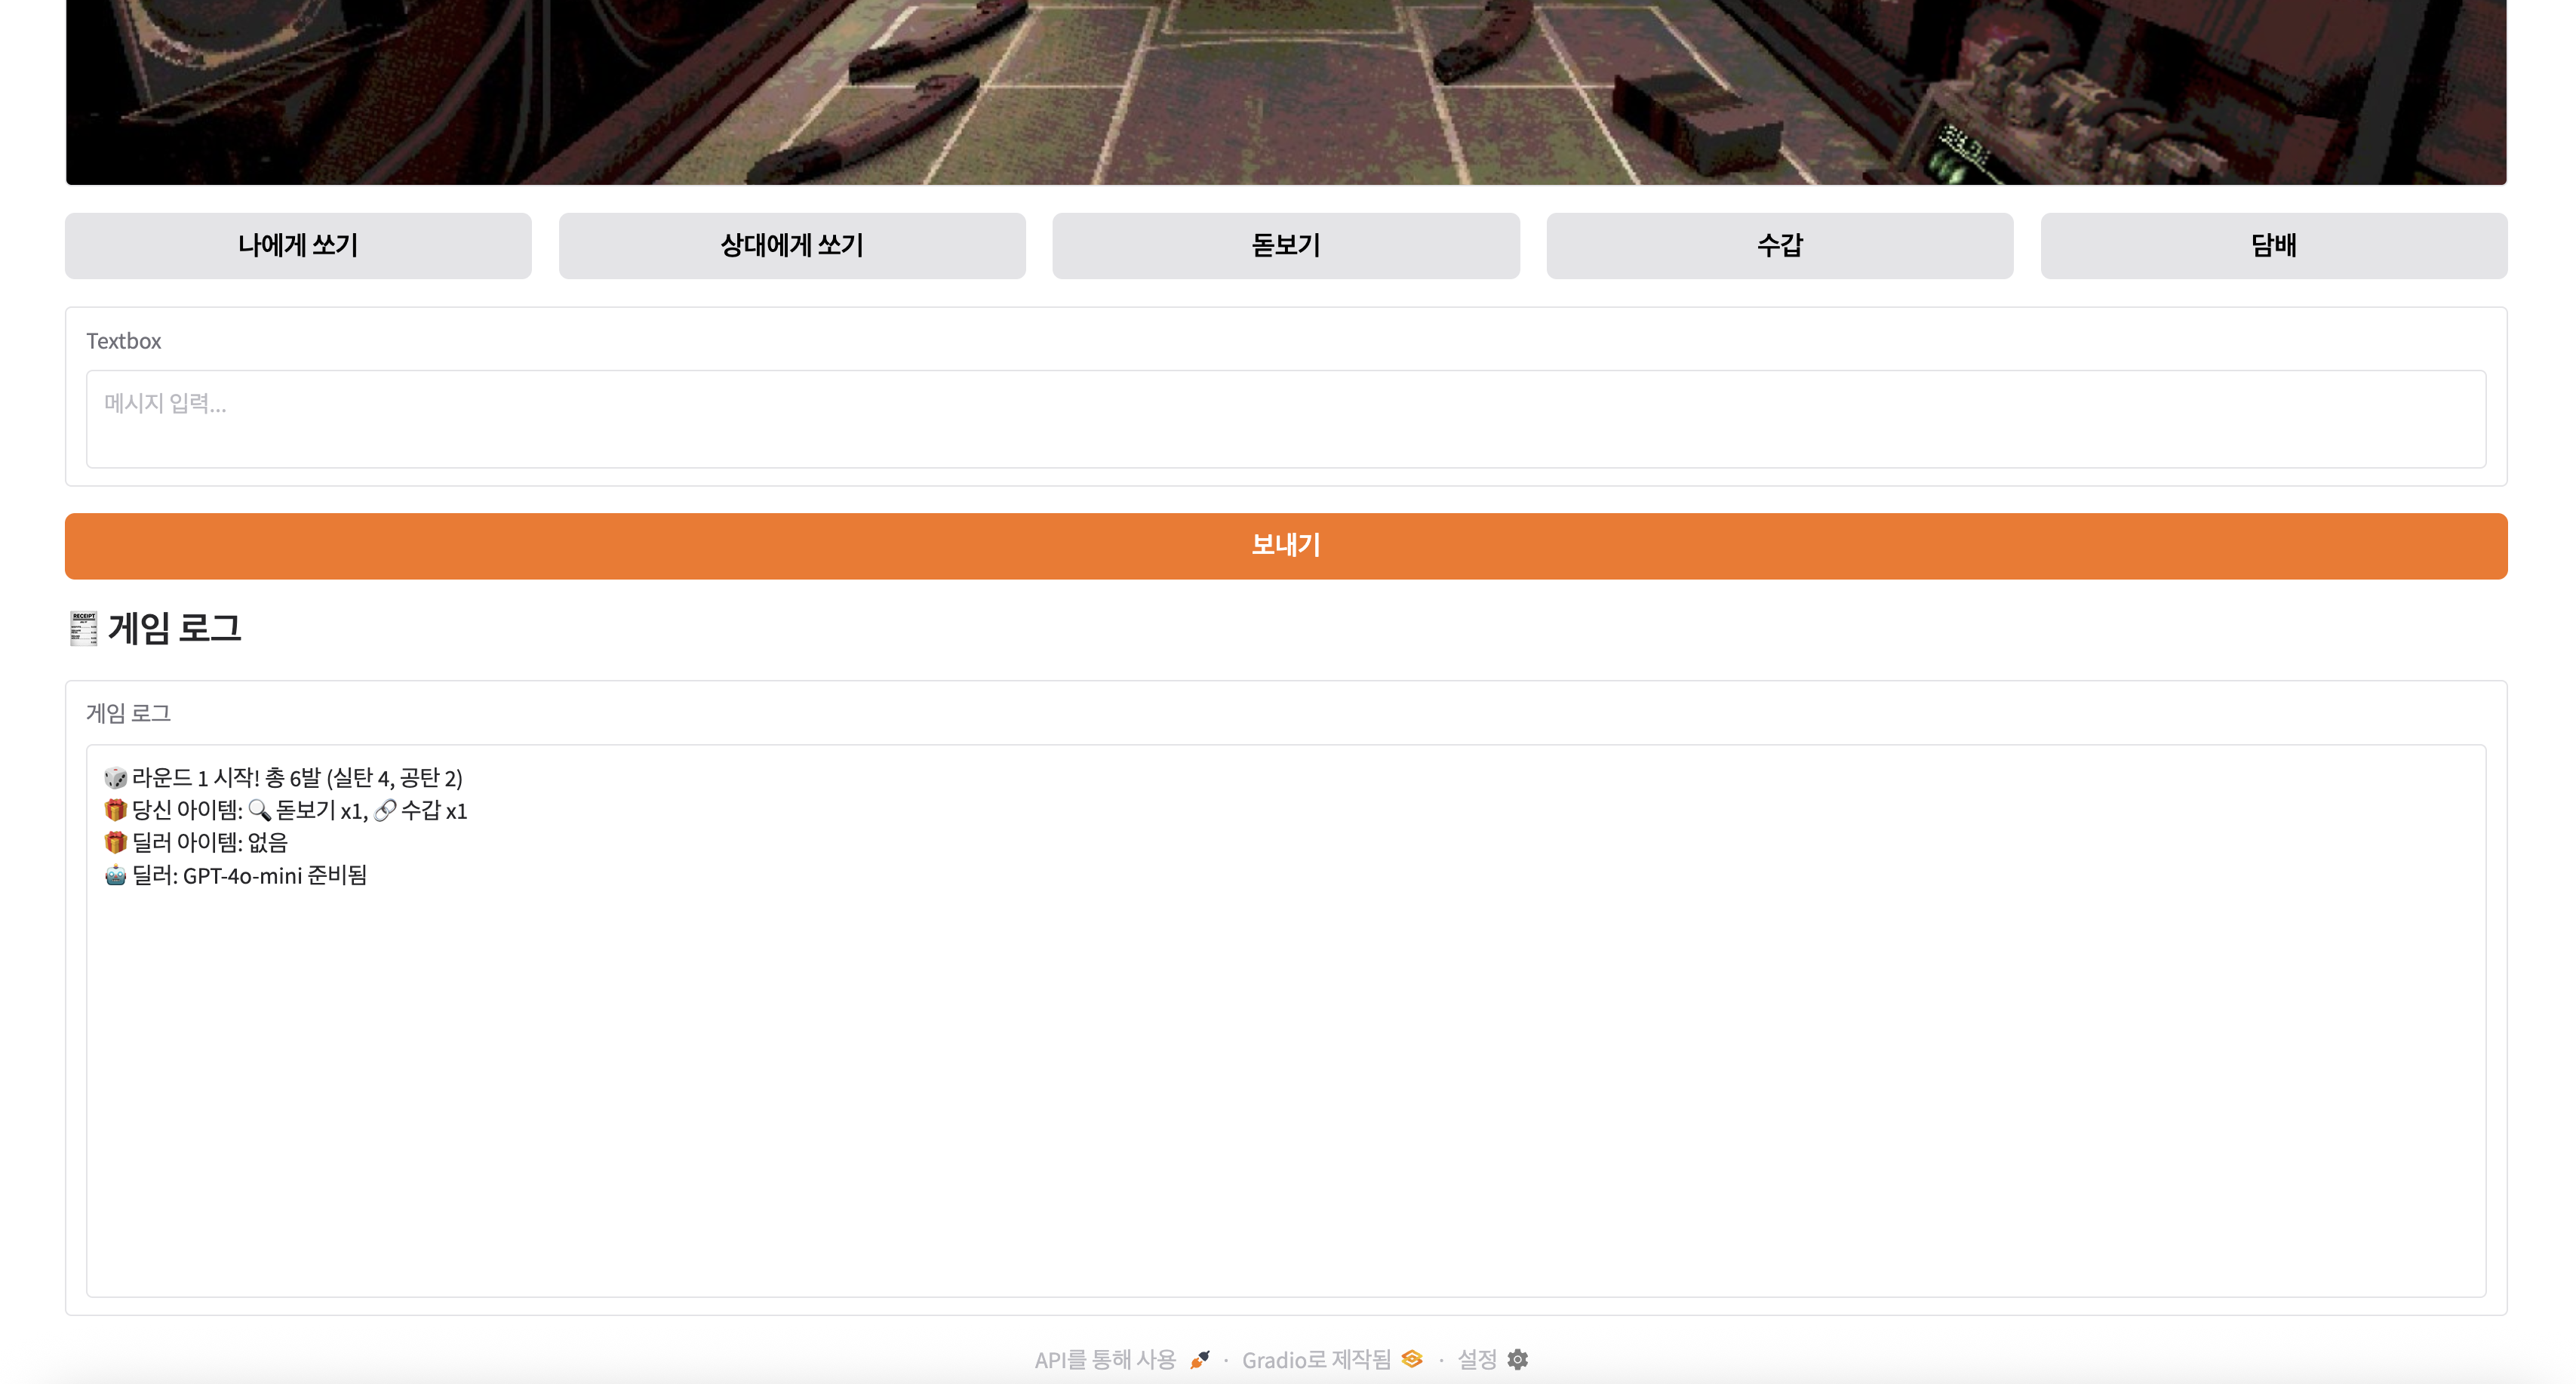 나에게 쏘기
상대에게 쏘기
돋보기
수갑
담배
Textbox
메시지 입력...
보내기
게임 로그
게임 로그
🎲 라운드 1 시작! 총 6발 (실탄 4, 공탄 2)
🎁 당신 아이템: 🔍 돋보기 x1, 🔗 수갑 x1
🎁 딜러 아이템: 없음
🤖 딜러: GPT-4o-mini 준비됨
API를 통해 사용 · Gradio로 제작됨 · 설정